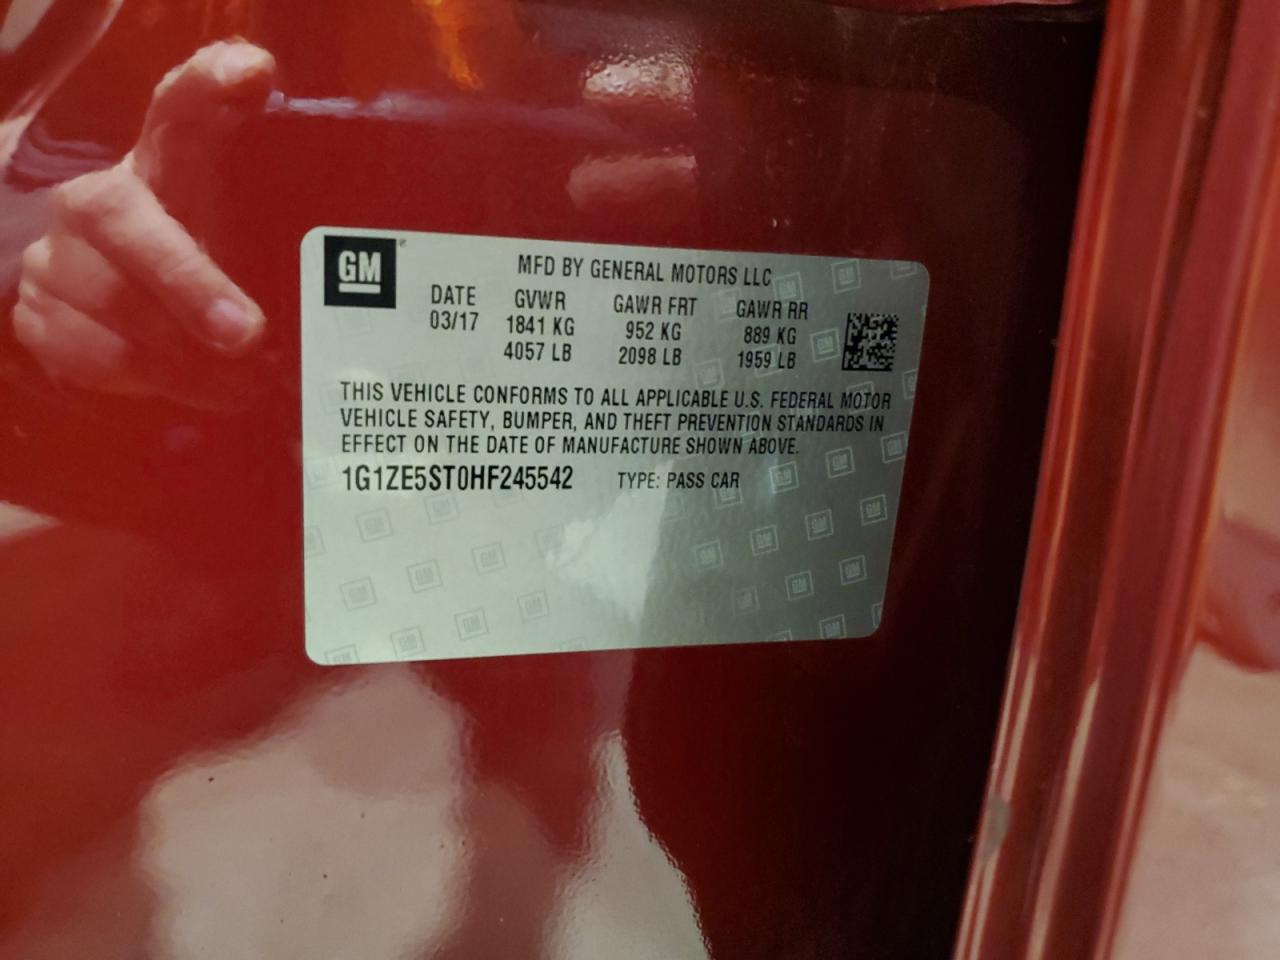 GM
MFD BY GENERAL MOTORS LLC
DATE GVWR GAWR FRT GAWR RR
03/17 1841 KG 952 KG 889 KG
4057 LB 2098 LB 1959 LB
THIS VEHICLE CONFORMS TO ALL APPLICABLE U.S. FEDERAL MOTOR
VEHICLE SAFETY, BUMPER, AND THEFT PREVENTION STANDARDS IN
EFFECT ON THE DATE OF MANUFACTURE SHOWN ABOVE.
1G1ZE5ST0HF245542 TYPE: PASS CAR